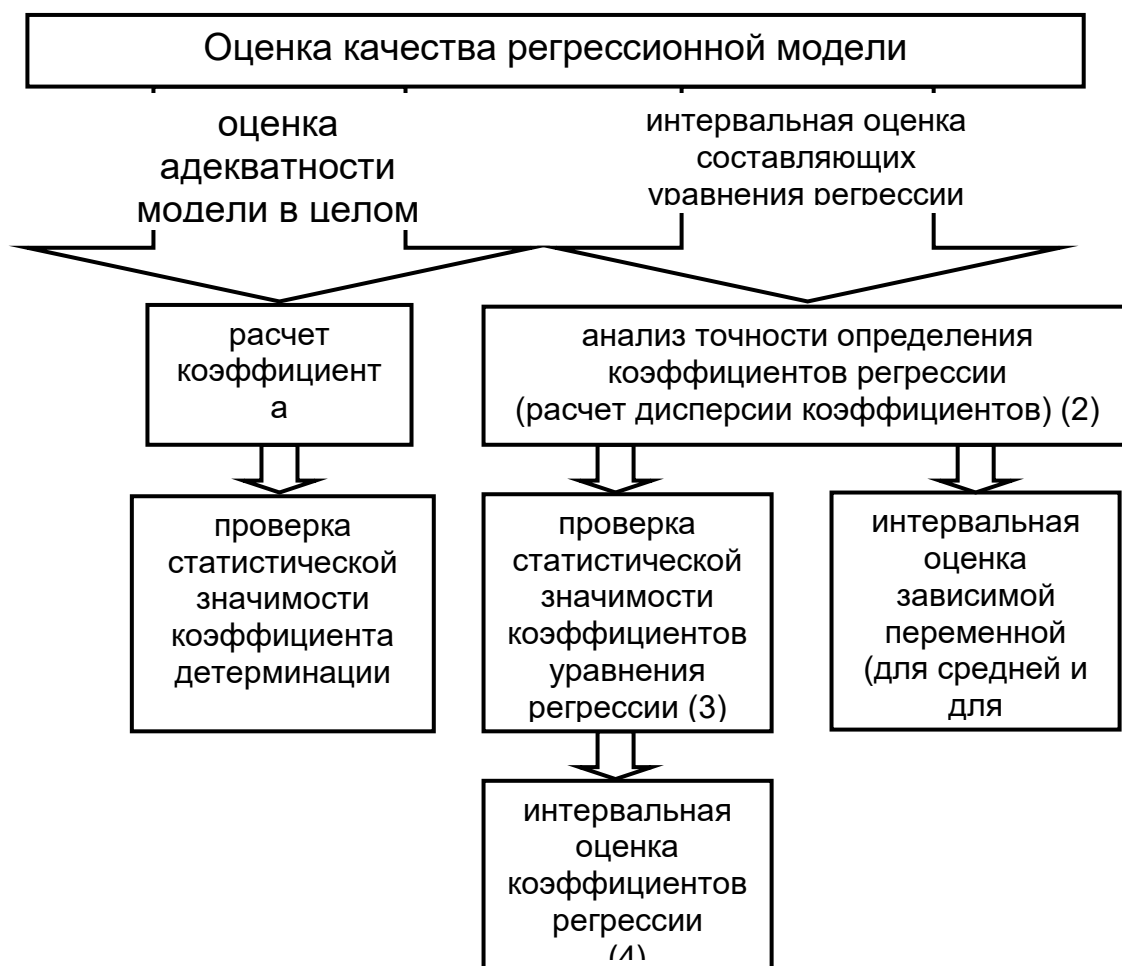 Оценка качества регрессионной модели
оценка
адекватности
модели в целом
интервальная оценка
составляющих
уравнения регрессии
расчет
коэффициент
а
анализ точности определения
коэффициентов регрессии
(расчет дисперсии коэффициентов) (2)
проверка
статистической
значимости
коэффициента
детерминации
проверка
статистической
значимости
коэффициентов
уравнения
регрессии (3)
интервальная
оценка
зависимой
переменной
(для средней и
для
интервальная
оценка
коэффициентов
регрессии
(4)